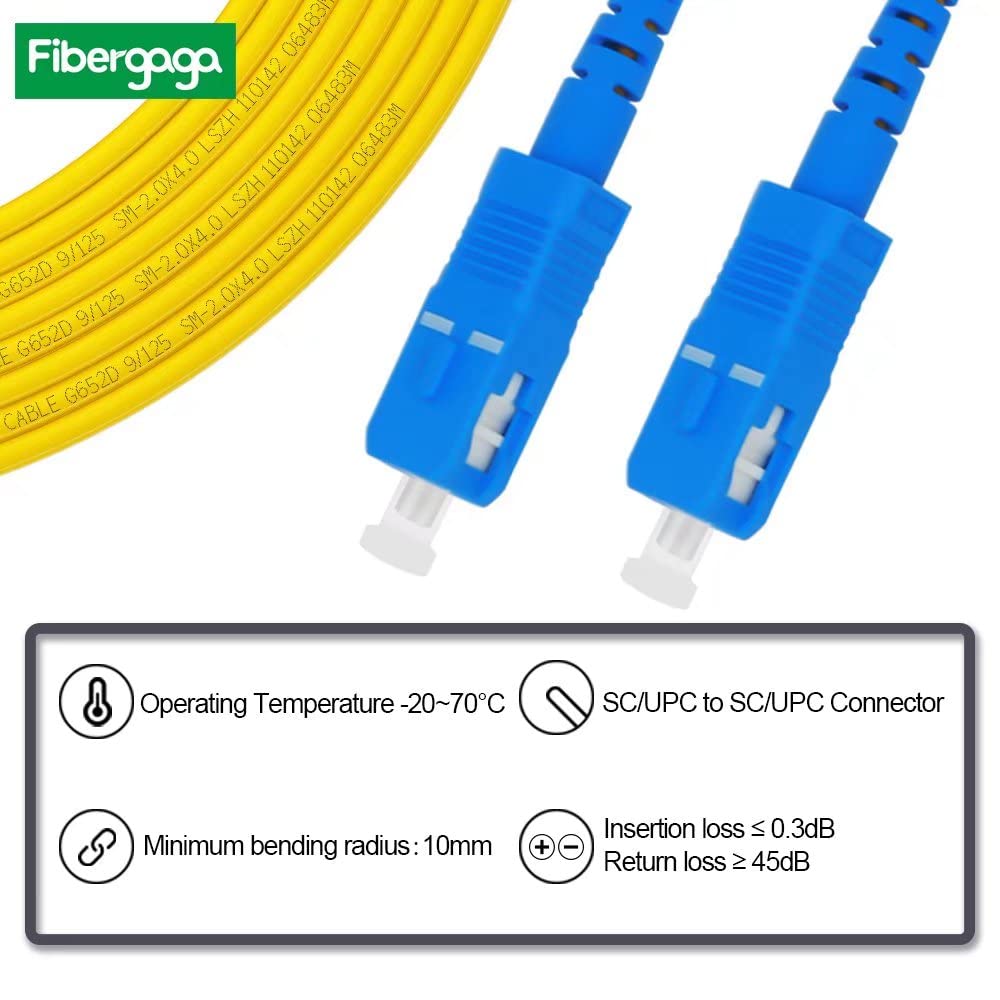 Fibergaga
G652D 9/125 SM-2.0X4.0 LSZH 110142 06483M
E G652D 9/125 SM-2.0X4.0 LSZH 110142 06483M
CABLE G652D 9/125 SM-2.0X4.0 LSZH 110142 06483M
Operating Temperature -20~70°C
SC/UPC to SC/UPC Connector
Minimum bending radius: 10mm
Insertion loss ≤ 0.3dB
Return loss ≥ 45dB